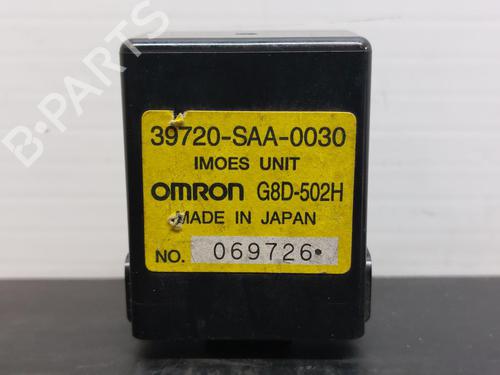 B-PARTS
39720-SAA-0030
IMOES UNIT
OMRON G8D-502H
MADE IN JAPAN
NO. 069726